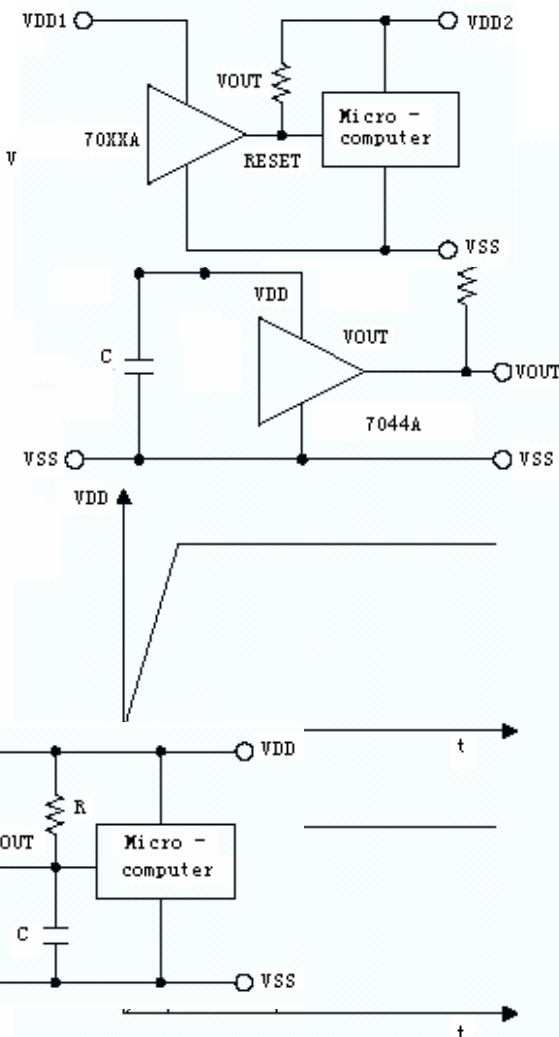 VDD1
VDD2
VOUT
70XXA
Micro -
computer
V
RESET
VSS
VDD
VOUT
C
VOUT
7044A
VSS
VSS
VDD
t
VDD
R
OUT
Micro -
computer
C
VSS
t